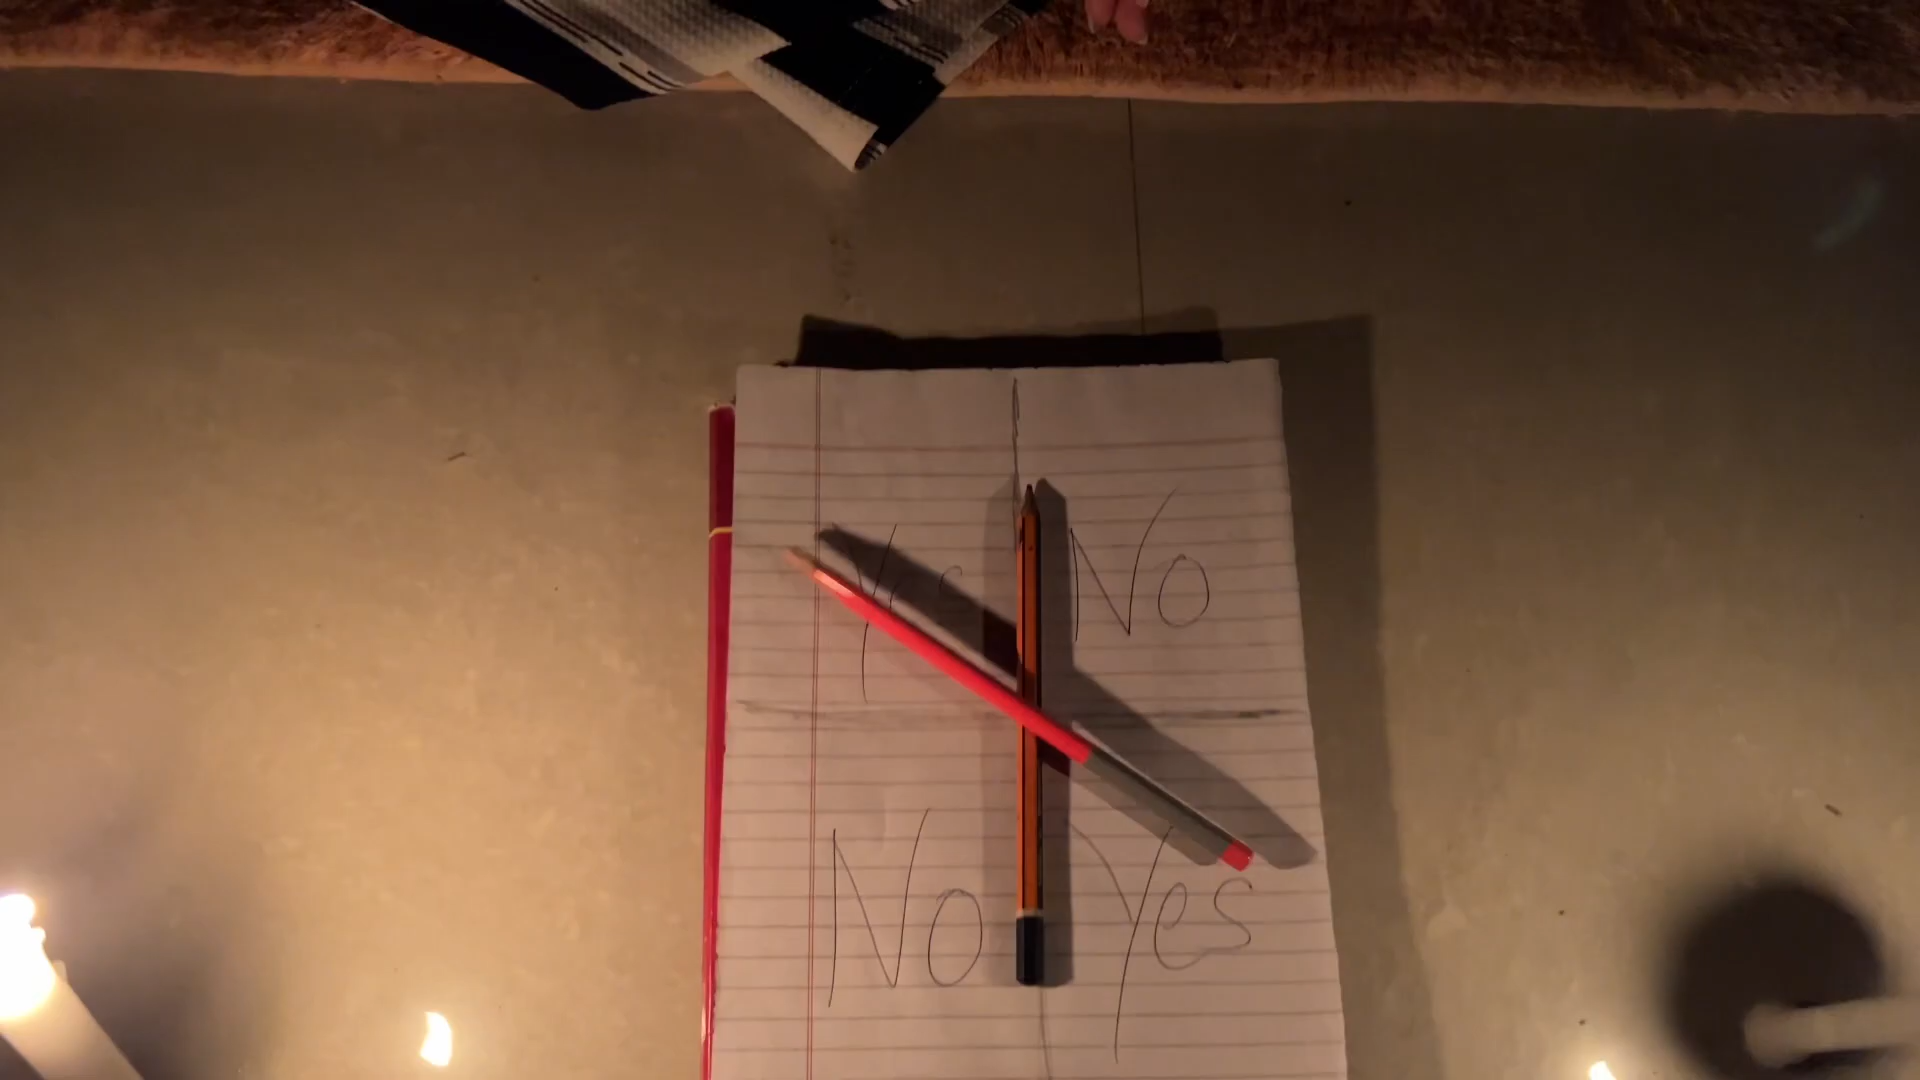 Yes No
No Yes